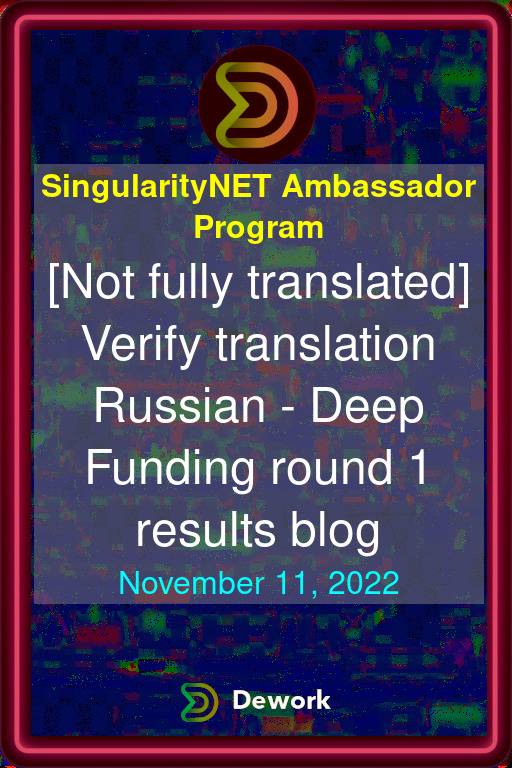 SingularityNET Ambassador
Program
[Not fully translated]
Verify translation
Russian - Deep
Funding round 1
results blog
November 11, 2022
Dework